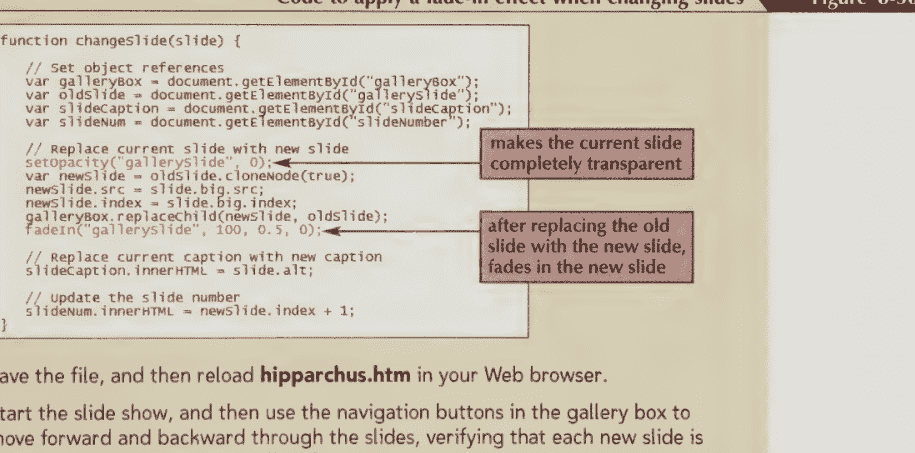 Code to apply a fade-in effect when changing slides
Figure
function changeSlide(slide) {
// Set object references
var galleryBox = document.getElementById("galleryBox");
var oldSlide = document.getElementById("gallerySlide");
var slideCaption = document.getElementById("slideCaption");
var slideNum = document.getElementById("slideNumber");
// Replace current slide with new slide
setOpacity("gallerySlide", 0);
var newSlide = oldSlide.cloneNode(true);
newSlide.src = slide.big.src;
newSlide.index = slide.big.index;
galleryBox.replaceChild(newSlide, oldSlide);
fadeIn("gallerySlide", 100, 0.5, 0);
makes the current slide
completely transparent
after replacing the old
slide with the new slide,
fades in the new slide
// Replace current caption with new caption
slideCaption.innerHTML = slide.alt;
// Update the slide number
slideNum.innerHTML = newSlide.index + 1;
}
ave the file, and then reload hipparchus.htm in your Web browser.
tart the slide show, and then use the navigation buttons in the gallery box to
ove forward and backward through the slides, verifying that each new slide is